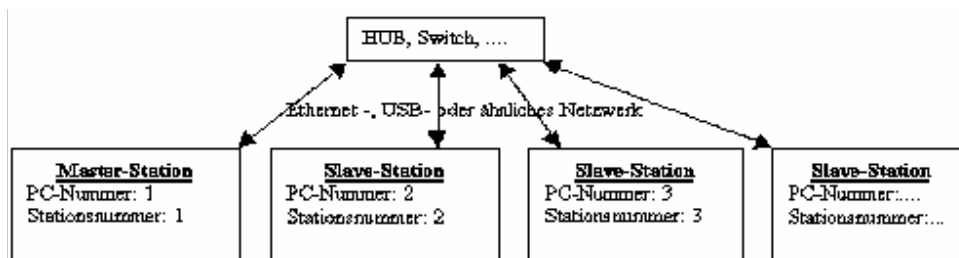 HUB, Switch, ....
Ethernet -, USB- oder ähnliches Netzwerk
Master-Station
PC-Nummer: 1
Stationsnummer: 1
Slave-Station
PC-Nummer: 2
Stationsnummer: 2
Slave-Station
PC-Nummer: 3
Stationsnummer: 3
Slave-Station
PC-Nummer:....
Stationsnummer:...